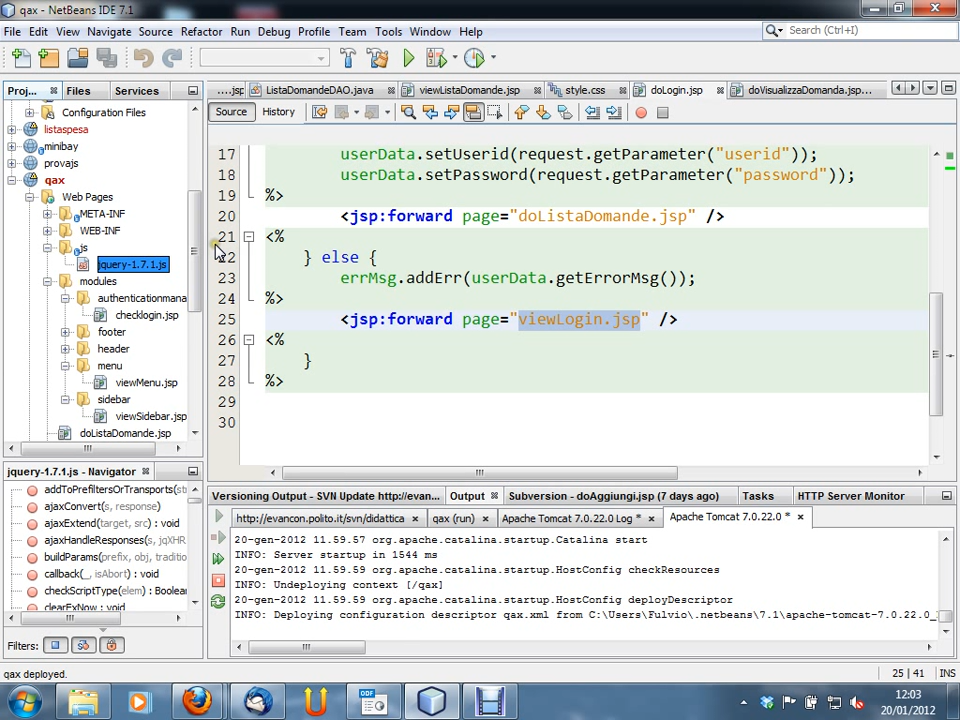 qax - NetBeans IDE 7.1
File Edit View Navigate Source Refactor Run Debug Profile Team Tools Window Help
Search (Ctrl+I)
Proj... Files Services
....jsp ListaDomandeDAO.java viewListaDomande.jsp style.css doLogin.jsp doVisualizzaDomanda.jsp...
Source History
Configuration Files
listaspesa
minibay
provajs
qax
Web Pages
META-INF
WEB-INF
js
jquery-1.7.1.js
modules
authenticationmana
checklogin.jsp
footer
header
menu
viewMenu.jsp
sidebar
viewSidebar.jsp
doListaDomande.jsp
17 userData.setUserid(request.getParameter("userid"));
18 userData.setPassword(request.getParameter("password"));
19 %>
20 <jsp:forward page="doListaDomande.jsp" />
21 <%
22 } else {
23 errMsg.addErr(userData.getErrorMsg());
24 %>
25 <jsp:forward page="viewLogin.jsp" />
26 <%
27 }
28 %>
29
30
jquery-1.7.1.js - Navigator
addToPrefiltersOrTransports(st
ajaxConvert(s, response)
ajaxExtend(target, src) : void
ajaxHandleResponses(s, jqXHR
buildParams(prefix, obj, traditio
callback(_, isAbort) : void
checkScriptType(elem) : Boolean
clearExNow : void
Filters:
Versioning Output - SVN Update http://evan... Output Subversion - doAggiungi.jsp (7 days ago) Tasks HTTP Server Monitor
http://evancon.polito.it/svn/didattica qax (run) Apache Tomcat 7.0.22.0 Log * Apache Tomcat 7.0.22.0 *
20-gen-2012 11.59.57 org.apache.catalina.startup.Catalina start
INFO: Server startup in 1544 ms
20-gen-2012 11.59.59 org.apache.catalina.startup.HostConfig checkResources
INFO: Undeploying context [/qax]
20-gen-2012 11.59.59 org.apache.catalina.startup.HostConfig deployDescriptor
INFO: Deploying configuration descriptor qax.xml from C:\Users\Fulvio\.netbeans\7.1\apache-tomcat-7.0.22.0_
qax deployed.
25 | 41 INS
ODF
12:03
20/01/2012